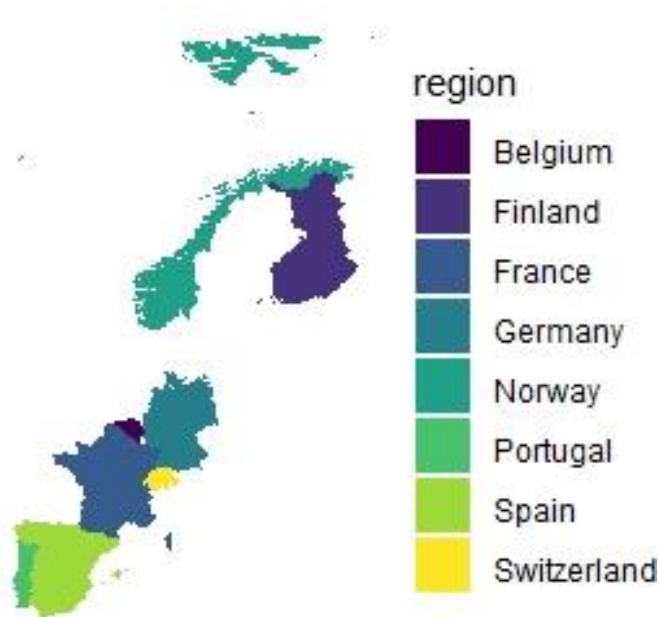 region
Belgium
Finland
France
Germany
Norway
Portugal
Spain
Switzerland